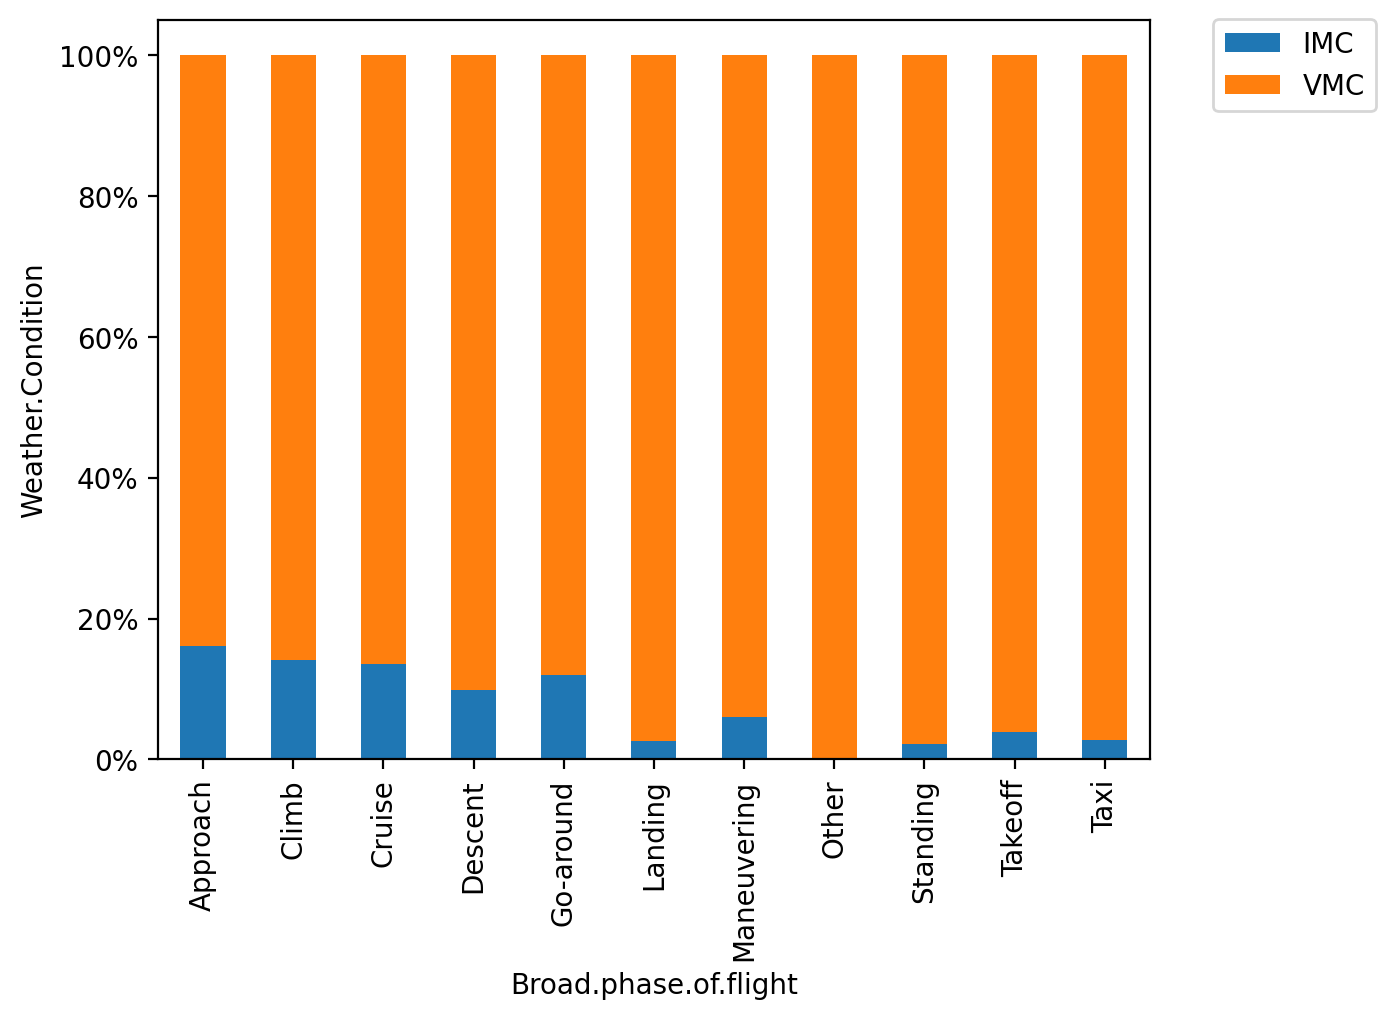 IMC
VMC
100%
80%
60%
40%
20%
0%
Weather.Condition
Approach
Climb
Cruise
Descent
Go-around
Landing
Maneuvering
Other
Standing
Takeoff
Taxi
Broad.phase.of.flight